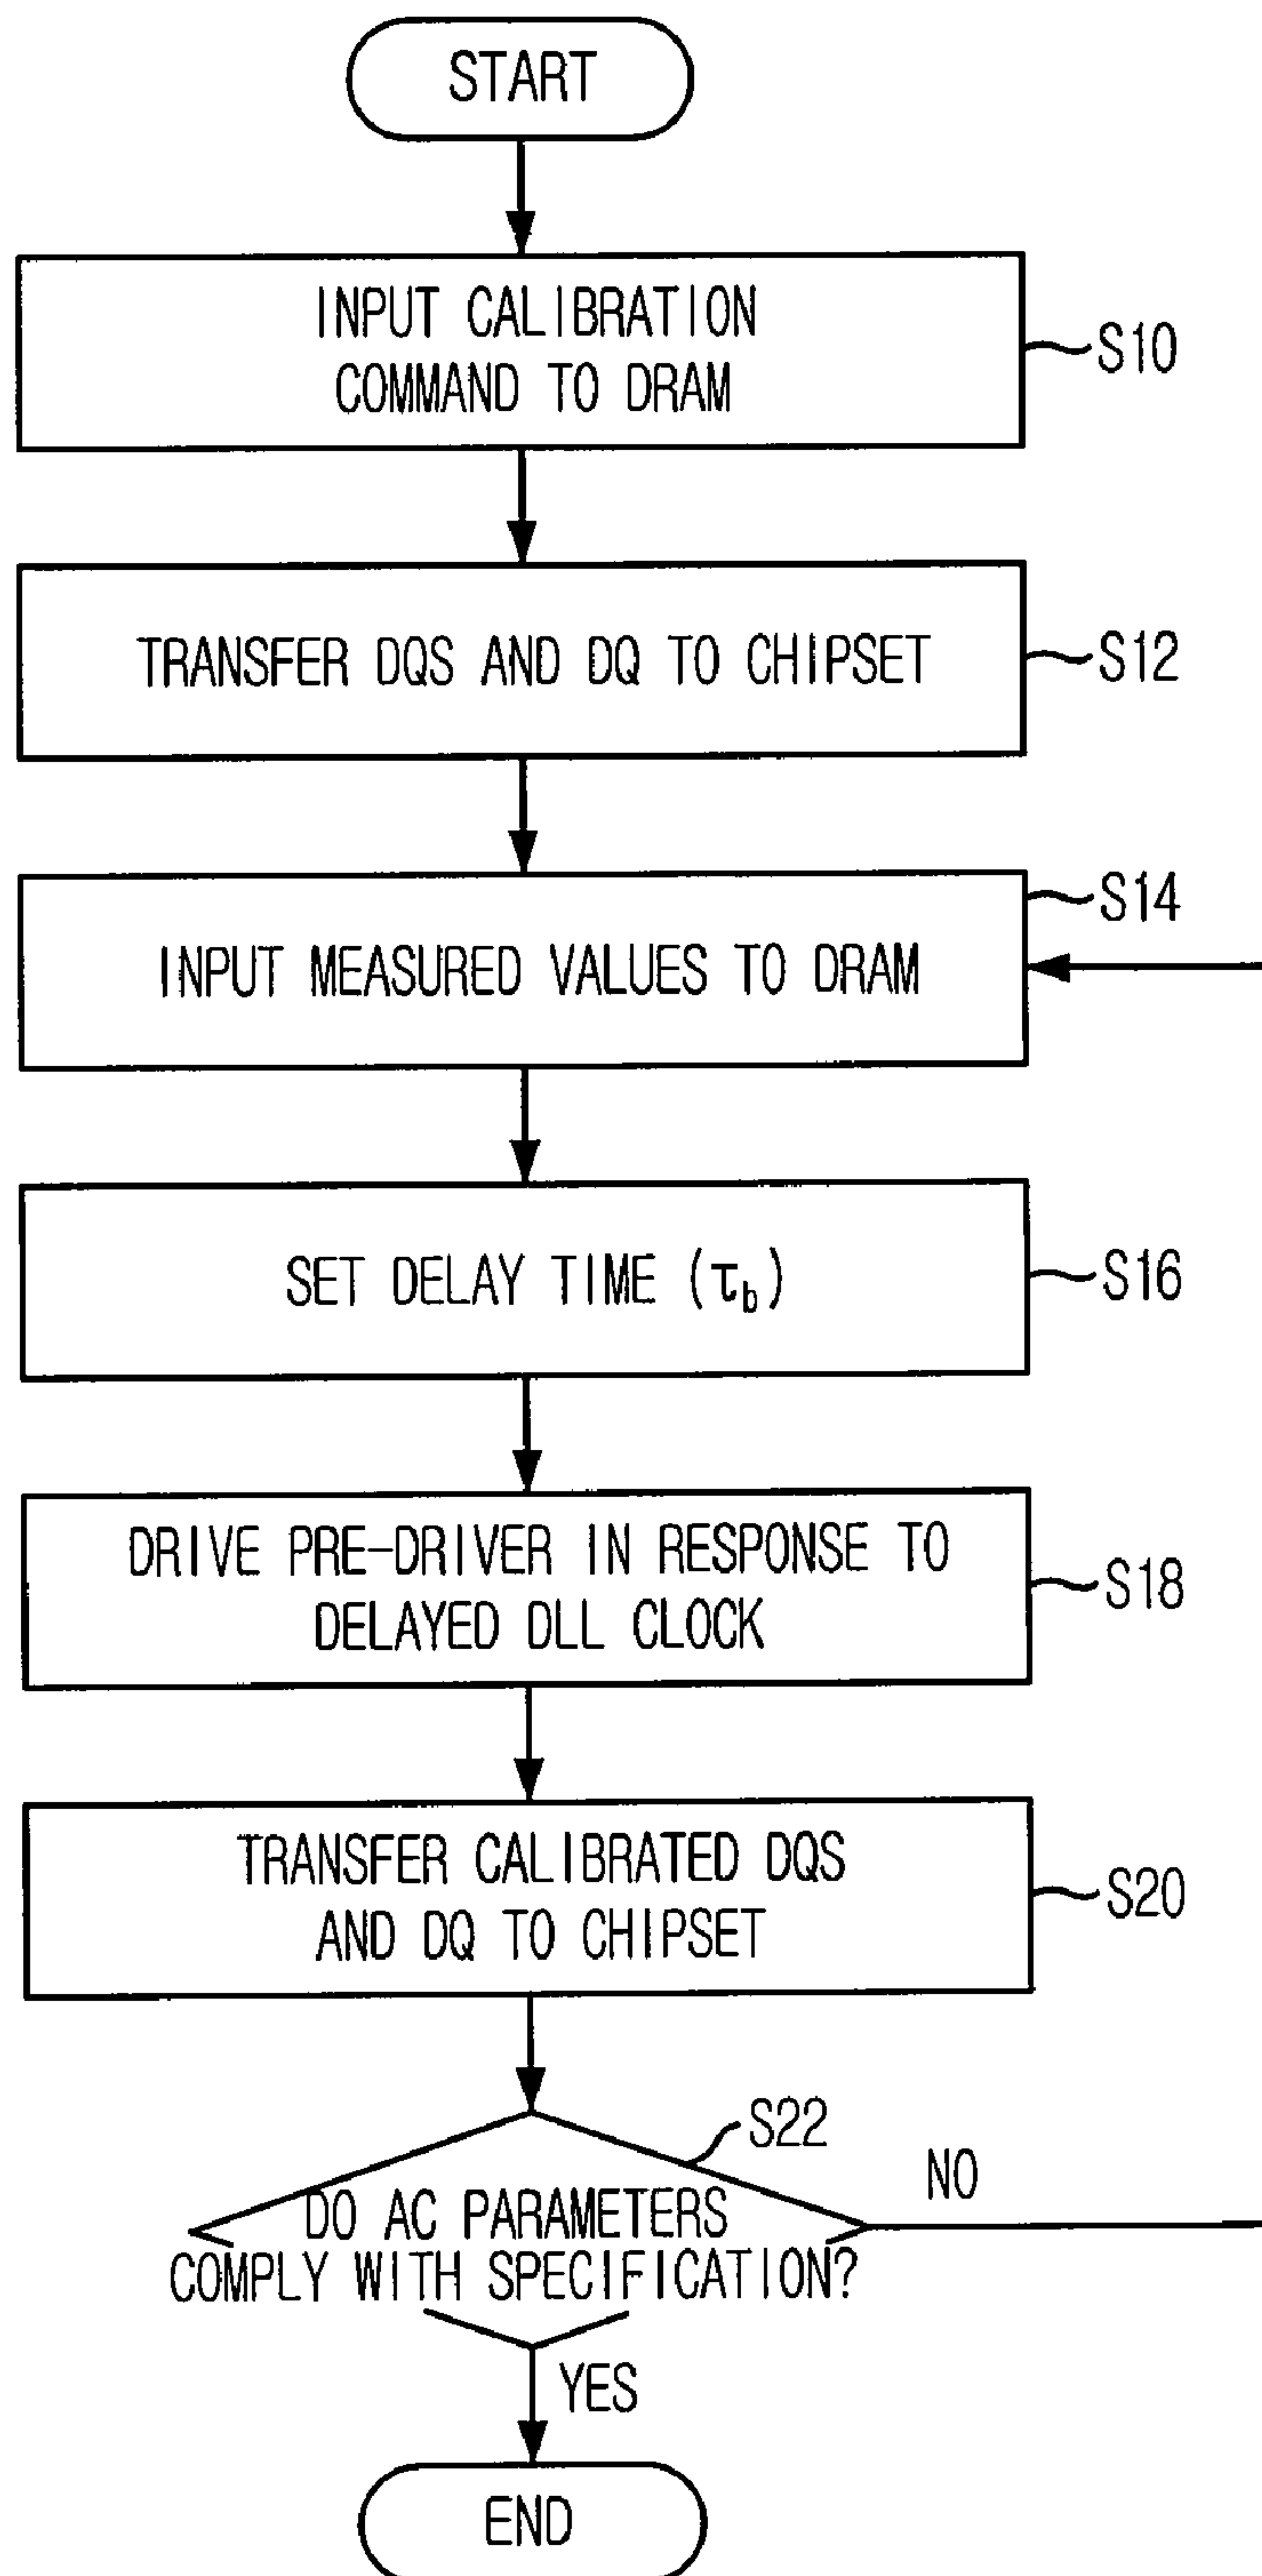 START
INPUT CALIBRATION
COMMAND TO DRAM
S10
TRANSFER DQS AND DQ TO CHIPSET
S12
S14
INPUT MEASURED VALUES TO DRAM
SET DELAY TIME (τb)
S16
DRIVE PRE-DRIVER IN RESPONSE TO
DELAYED DLL CLOCK
S18
TRANSFER CALIBRATED DQS
AND DQ TO CHIPSET
S20
S22
NO
DO AC PARAMETERS
COMPLY WITH SPECIFICATION?
YES
END